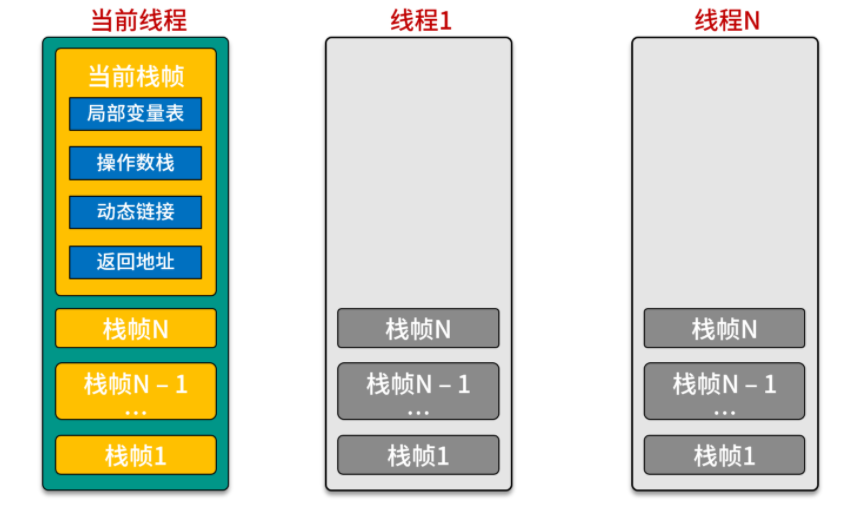 当前线程
当前栈帧
局部变量表
操作数栈
动态链接
返回地址
栈帧N
栈帧N – 1
…
栈帧1
线程1
栈帧N
栈帧N – 1
…
栈帧1
线程N
栈帧N
栈帧N – 1
…
栈帧1